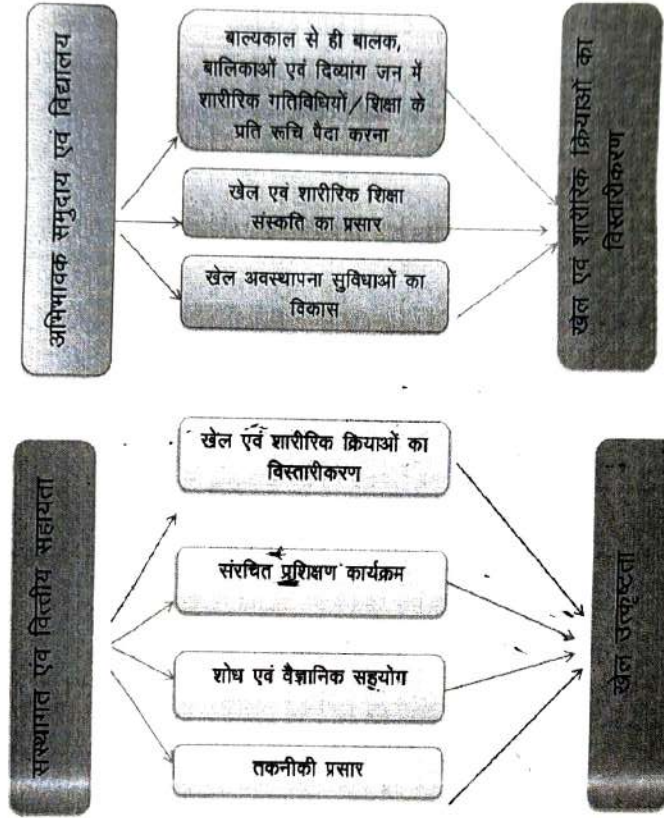 अभिभावक समुदाय एवं विद्यालय
बाल्यकाल से ही बालक,
बालिकाओं एवं दिव्यांग जन में
शारीरिक गतिविधियों/शिक्षा के
प्रति रूचि पैदा करना
खेल एवं शारीरिक शिक्षा
संस्कति का प्रसार
खेल अवस्थापना सुविधाओं का
विकास
खेल एवं शारीरिक क्रियाओं का
विस्तारीकरण
संस्थागत एवं वित्तीय सहायता
खेल एवं शारीरिक क्रियाओं का
विस्तारीकरण
संरचित प्रशिक्षण कार्यक्रम
शोध एवं वैज्ञानिक सहयोग
तकनीकी प्रसार
खेल उत्कृष्टता